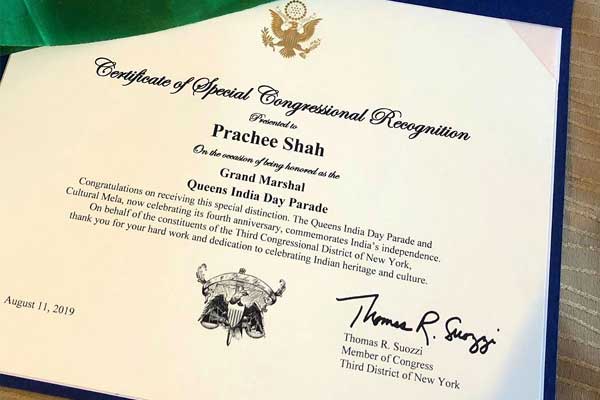 Certificate of Special Congressional Recognition
Presented to
Prachee Shah
On the occasion of being honored as the
Grand Marshal
Queens India Day Parade
Congratulations on receiving this special distinction. The Queens India Day Parade and
Cultural Mela, now celebrating its fourth anniversary, commemorates India's independence.
On behalf of the constituents of the Third Congressional District of New York,
thank you for your hard work and dedication to celebrating Indian heritage and culture.
August 11, 2019
Thomas R. Suozzi
Thomas R. Suozzi
Member of Congress
Third District of New York